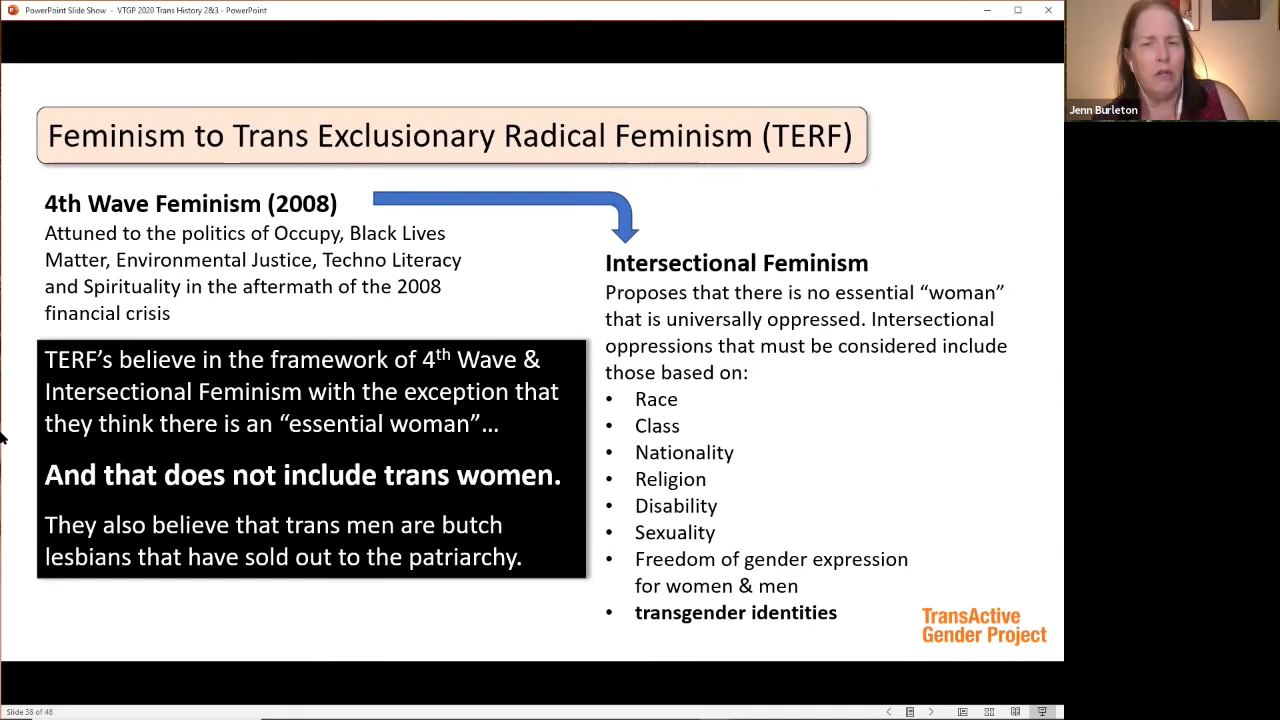 PowerPoint Slide Show - VTGP 2020 Trans History 2&3 - PowerPoint
Jenn Burleton
Feminism to Trans Exclusionary Radical Feminism (TERF)
4th Wave Feminism (2008)
Attuned to the politics of Occupy, Black Lives
Matter, Environmental Justice, Techno Literacy
and Spirituality in the aftermath of the 2008
financial crisis
TERF's believe in the framework of 4th Wave &
Intersectional Feminism with the exception that
they think there is an “essential woman”…
And that does not include trans women.
They also believe that trans men are butch
lesbians that have sold out to the patriarchy.
Intersectional Feminism
Proposes that there is no essential “woman”
that is universally oppressed. Intersectional
oppressions that must be considered include
those based on:
• Race
• Class
• Nationality
• Religion
• Disability
• Sexuality
• Freedom of gender expression
for women & men
• transgender identities
TransActive
Gender Project
Slide 38 of 48